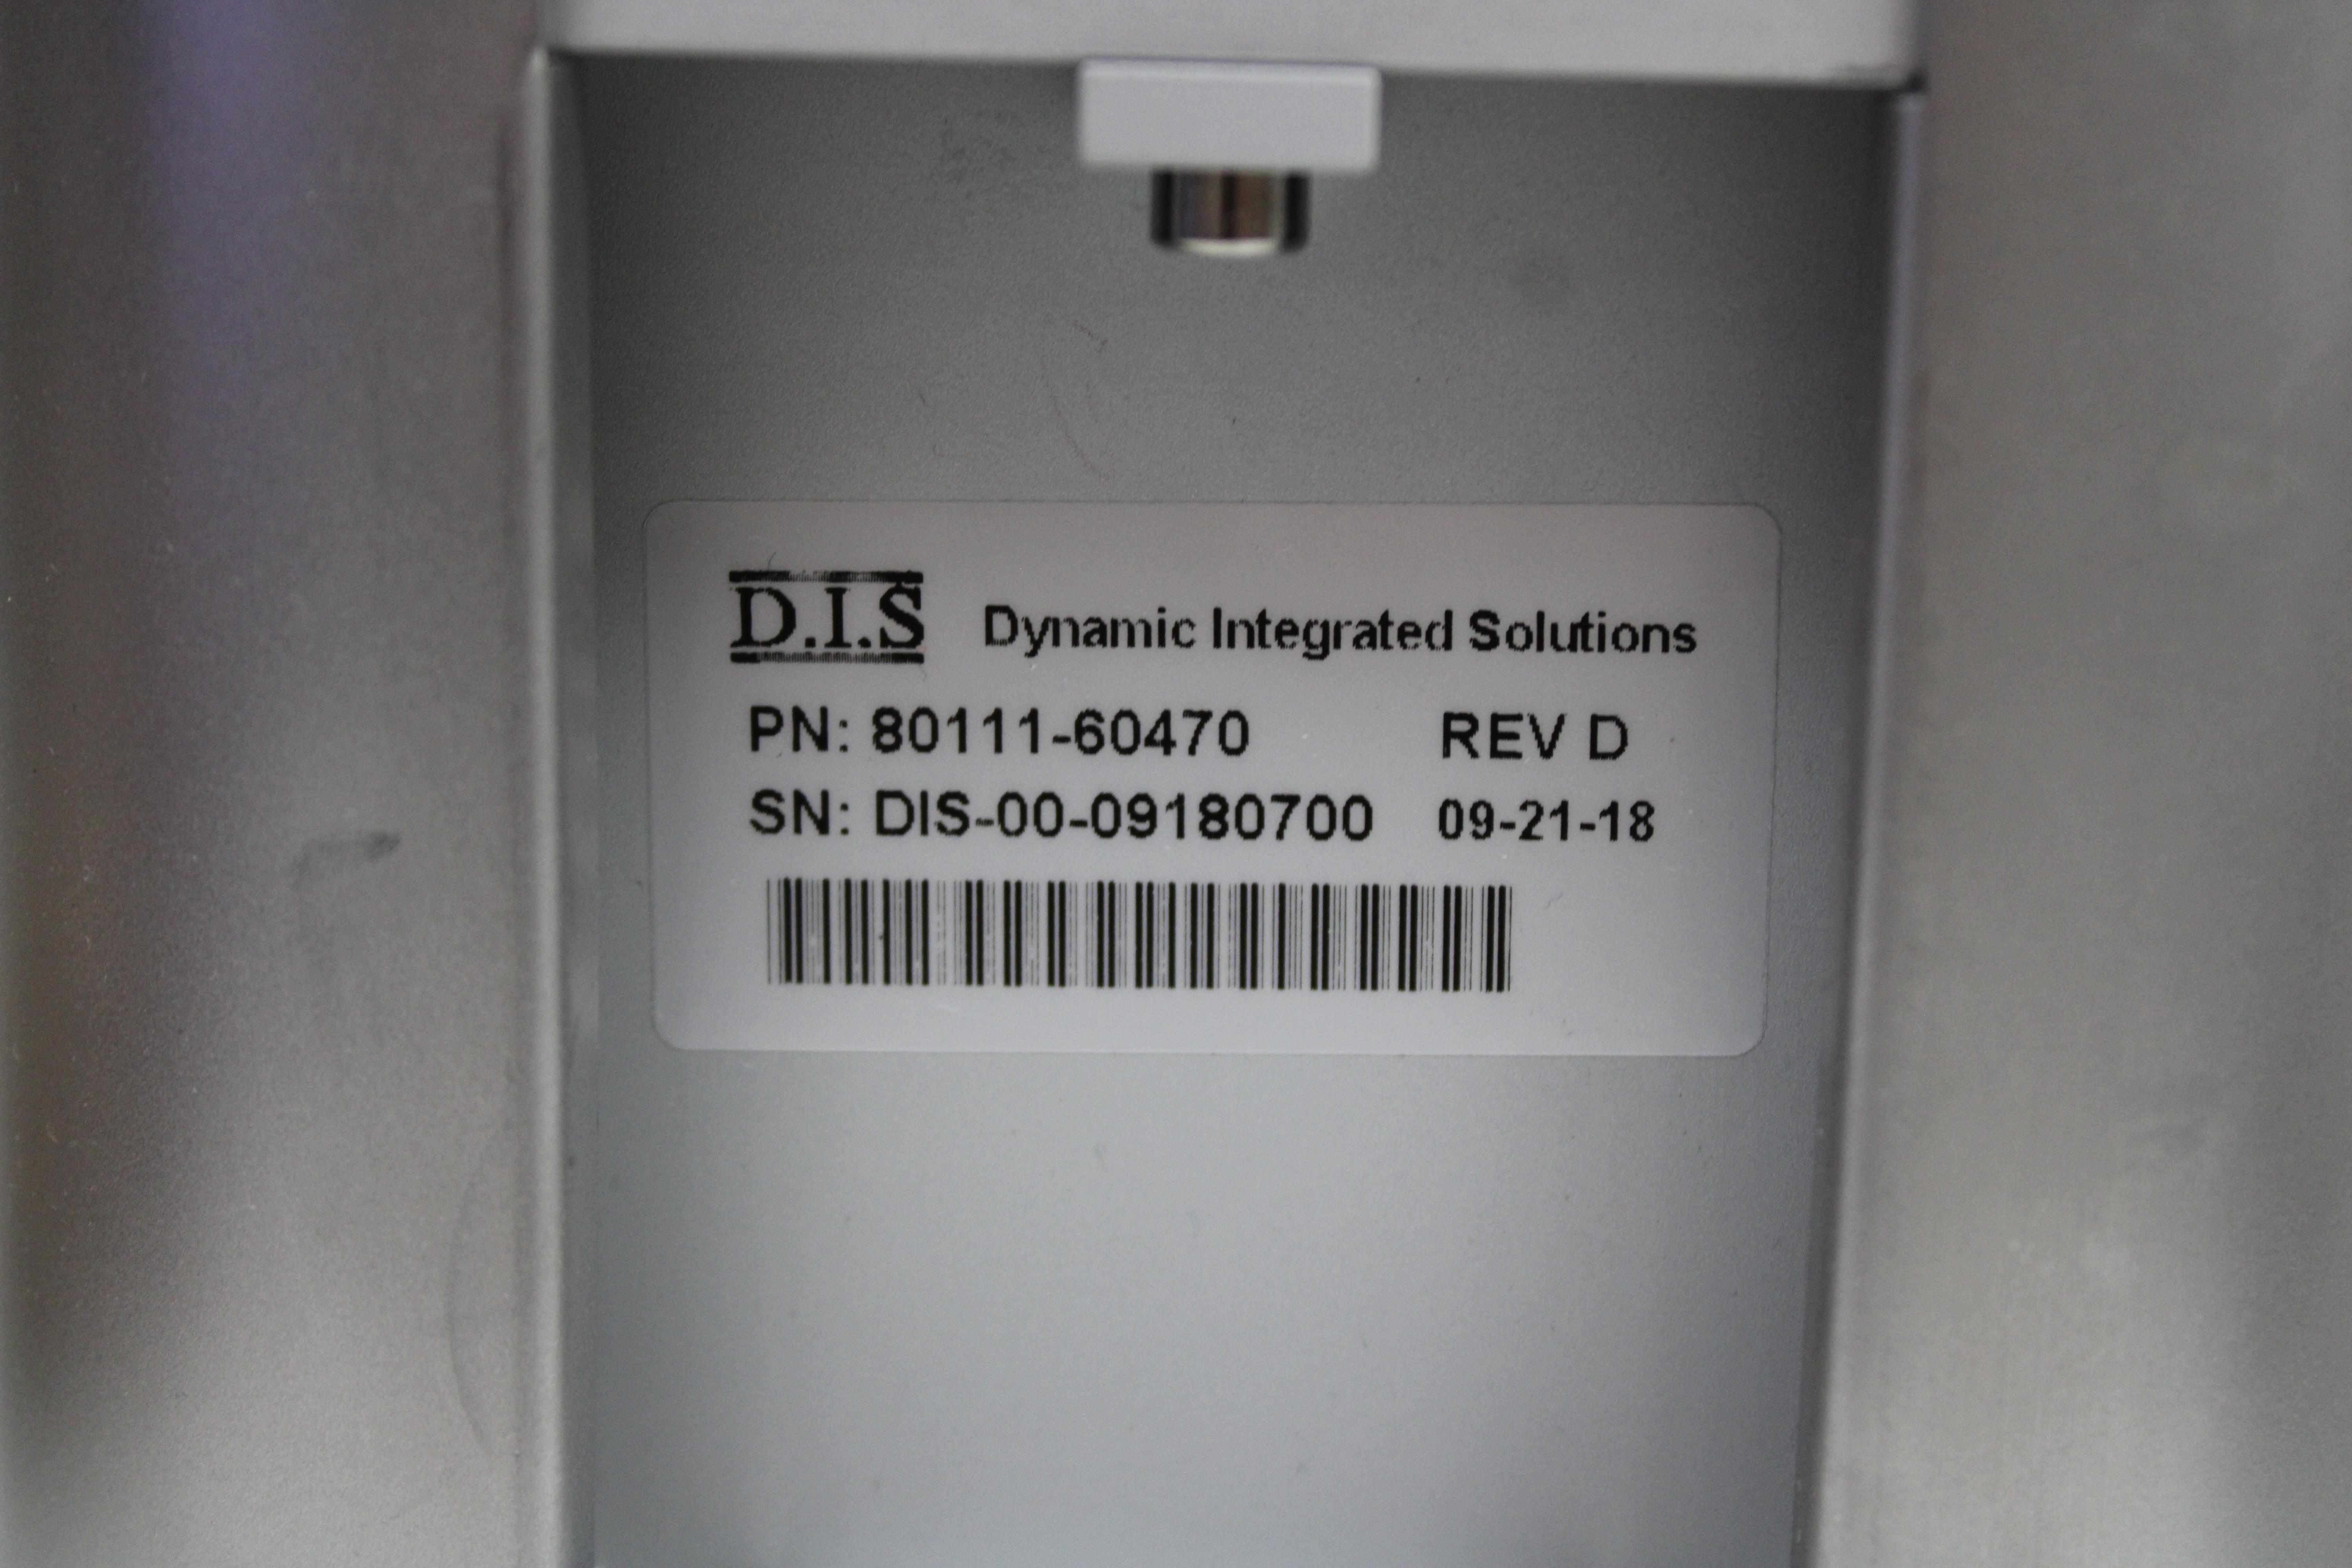 D.I.S Dynamic Integrated Solutions
PN: 80111-60470 REV D
SN: DIS-00-09180700 09-21-18